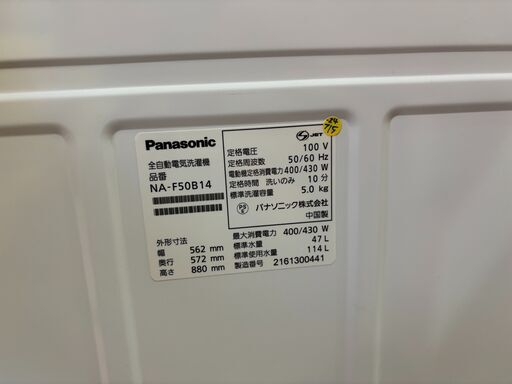 Panasonic
全自動電気洗濯機
品番
NA-F50B14
外形寸法
幅 562 mm
奥行 572 mm
高さ 880 mm
JET
定格電圧 100 V
定格周波数 50/60 Hz
電動機定格消費電力 400/430 W
定格時間 洗いのみ 10 分
標準洗濯容量 5.0 kg
PS E パナソニック株式会社
中国製
最大消費電力 400/430 W
標準水量 47 L
標準使用水量 114 L
製造番号 2161300441
7/5